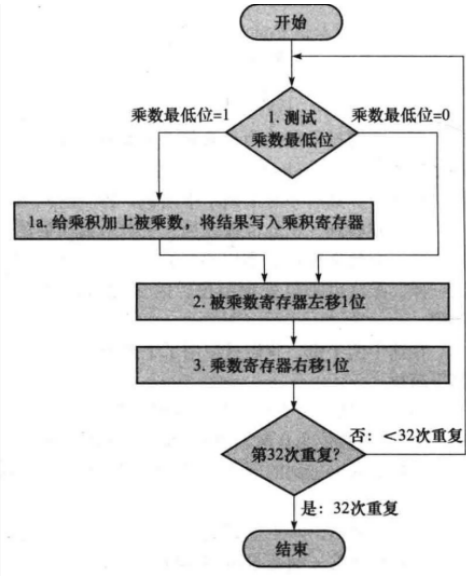 开始
乘数最低位=1
1. 测试
乘数最低位
乘数最低位=0
1a. 给乘积加上被乘数，将结果写入乘积寄存器
2. 被乘数寄存器左移1位
3. 乘数寄存器右移1位
第32次重复?
否：<32次重复
是：32次重复
结束